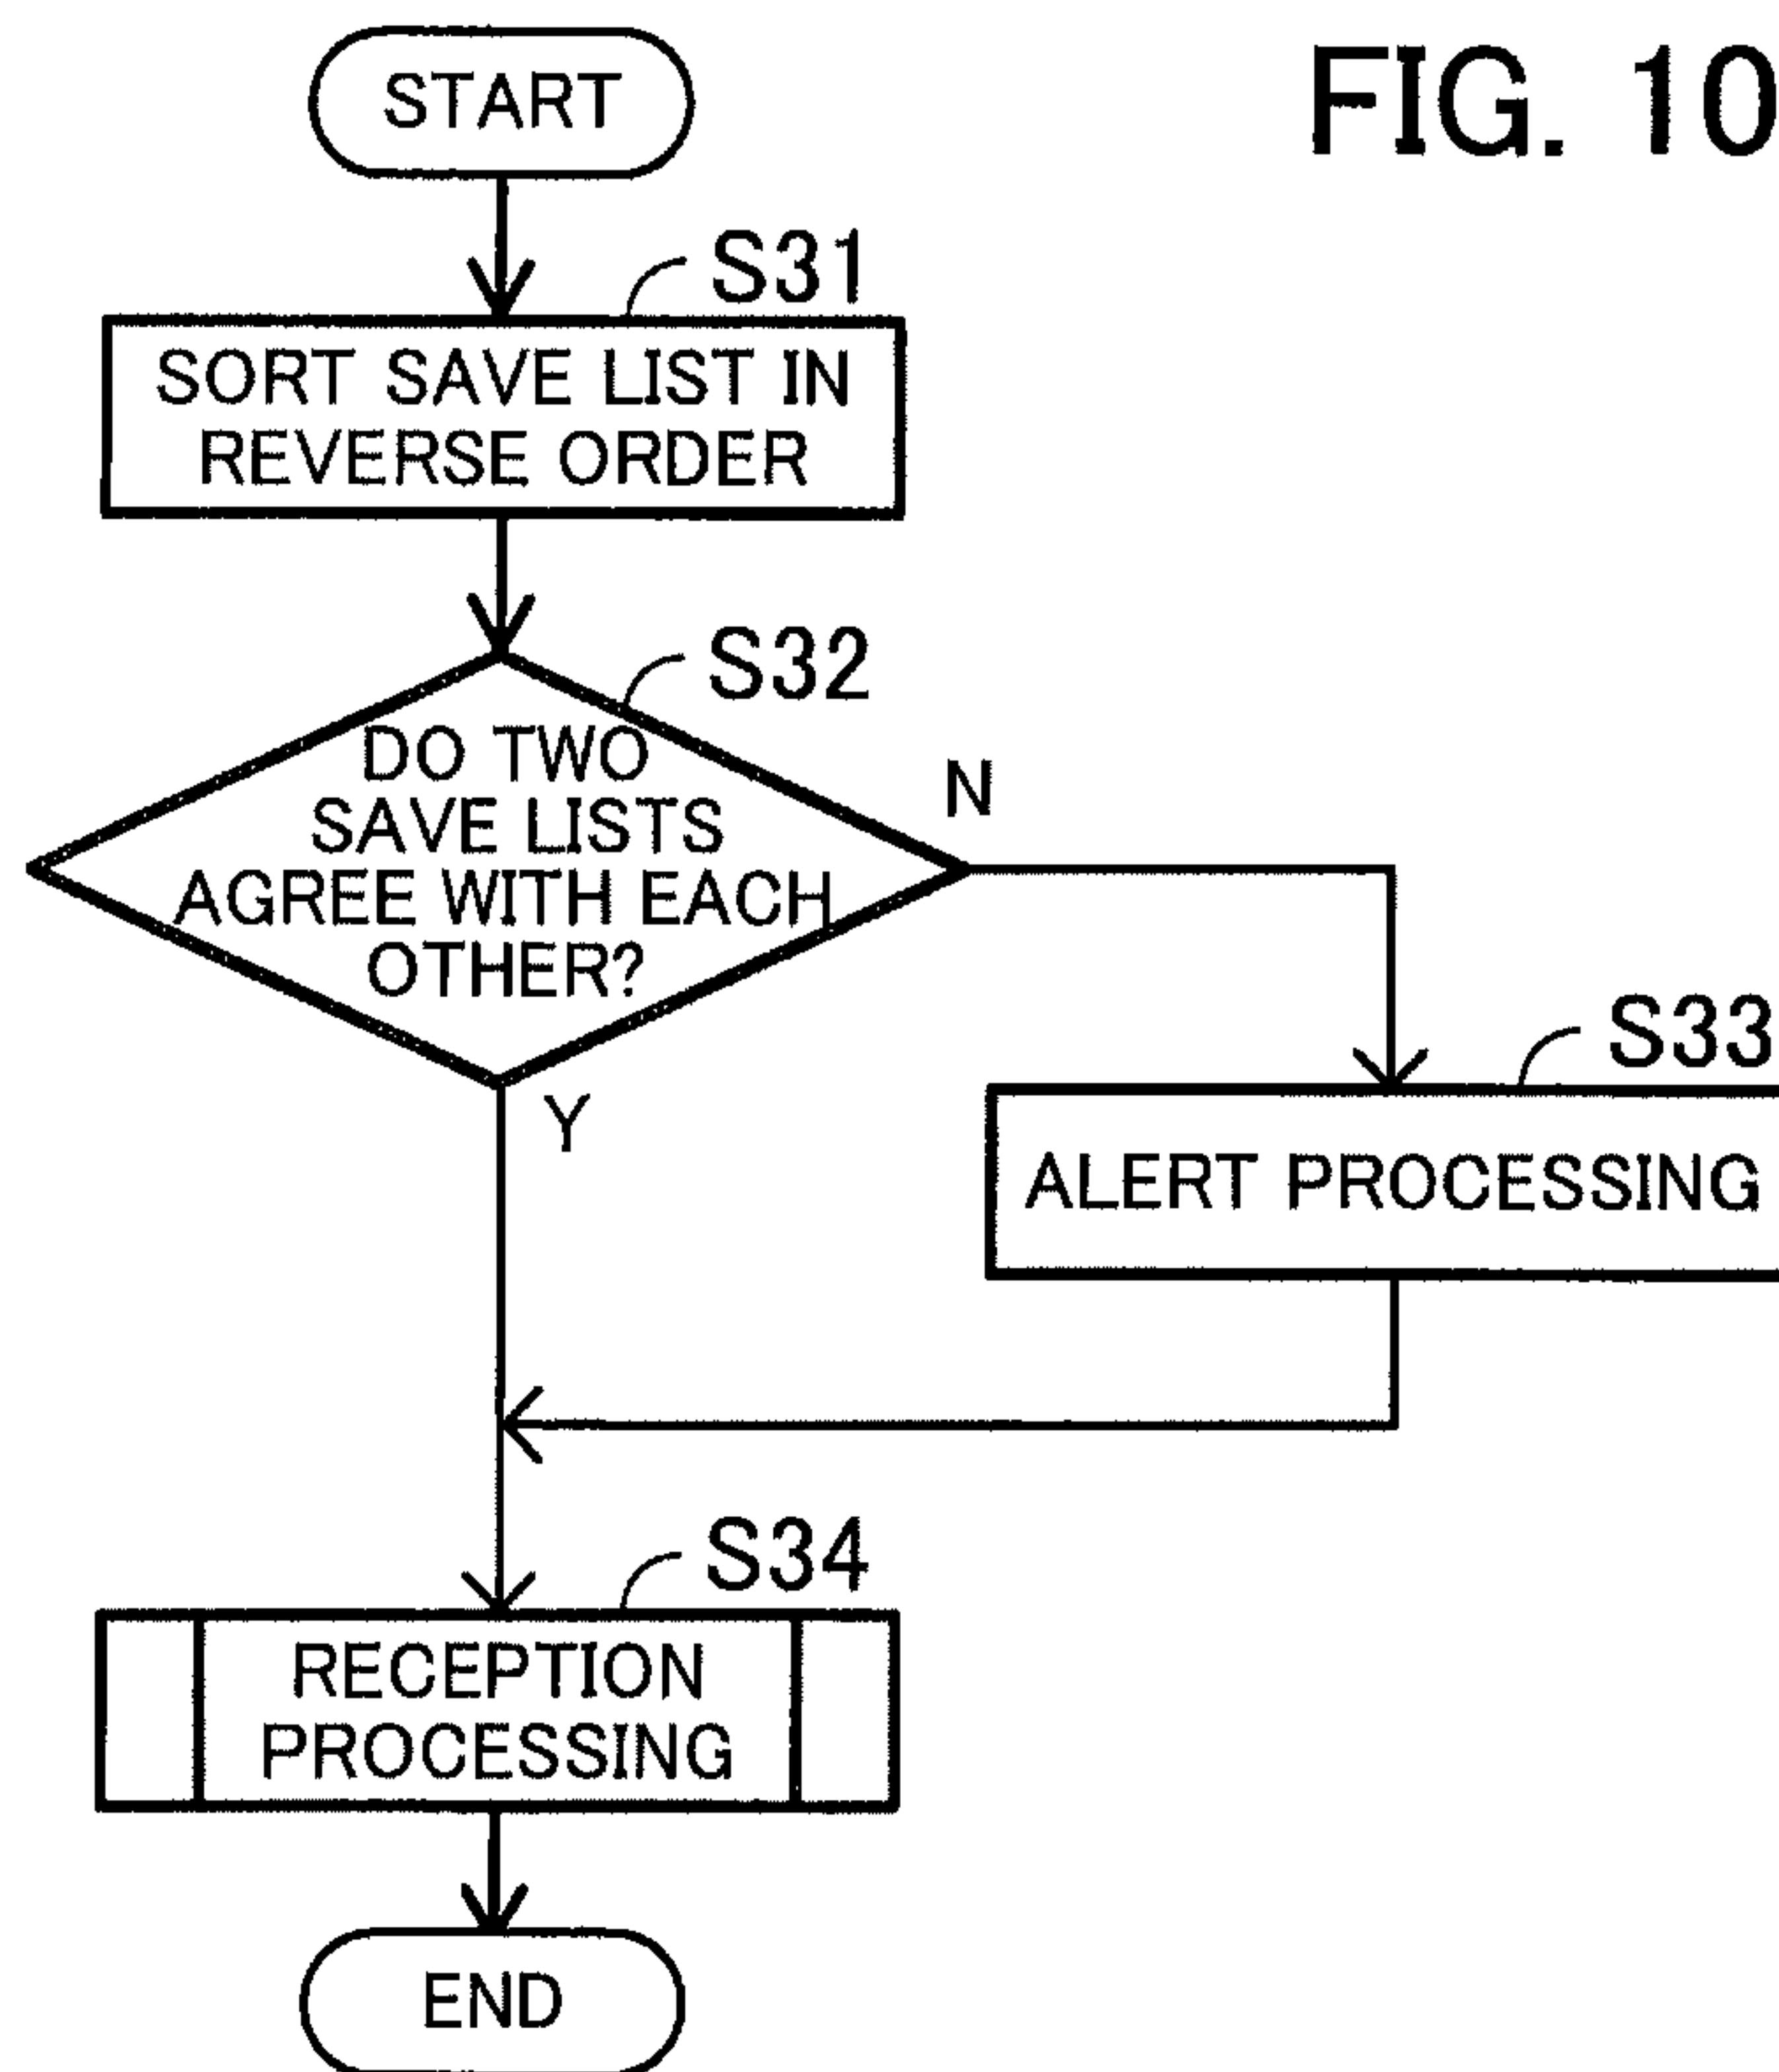 START
FIG. 10
S31
SORT SAVE LIST IN
REVERSE ORDER
S32
DO TWO
SAVE LISTS
AGREE WITH EACH
OTHER?
N
Y
S33
ALERT PROCESSING
S34
RECEPTION
PROCESSING
END